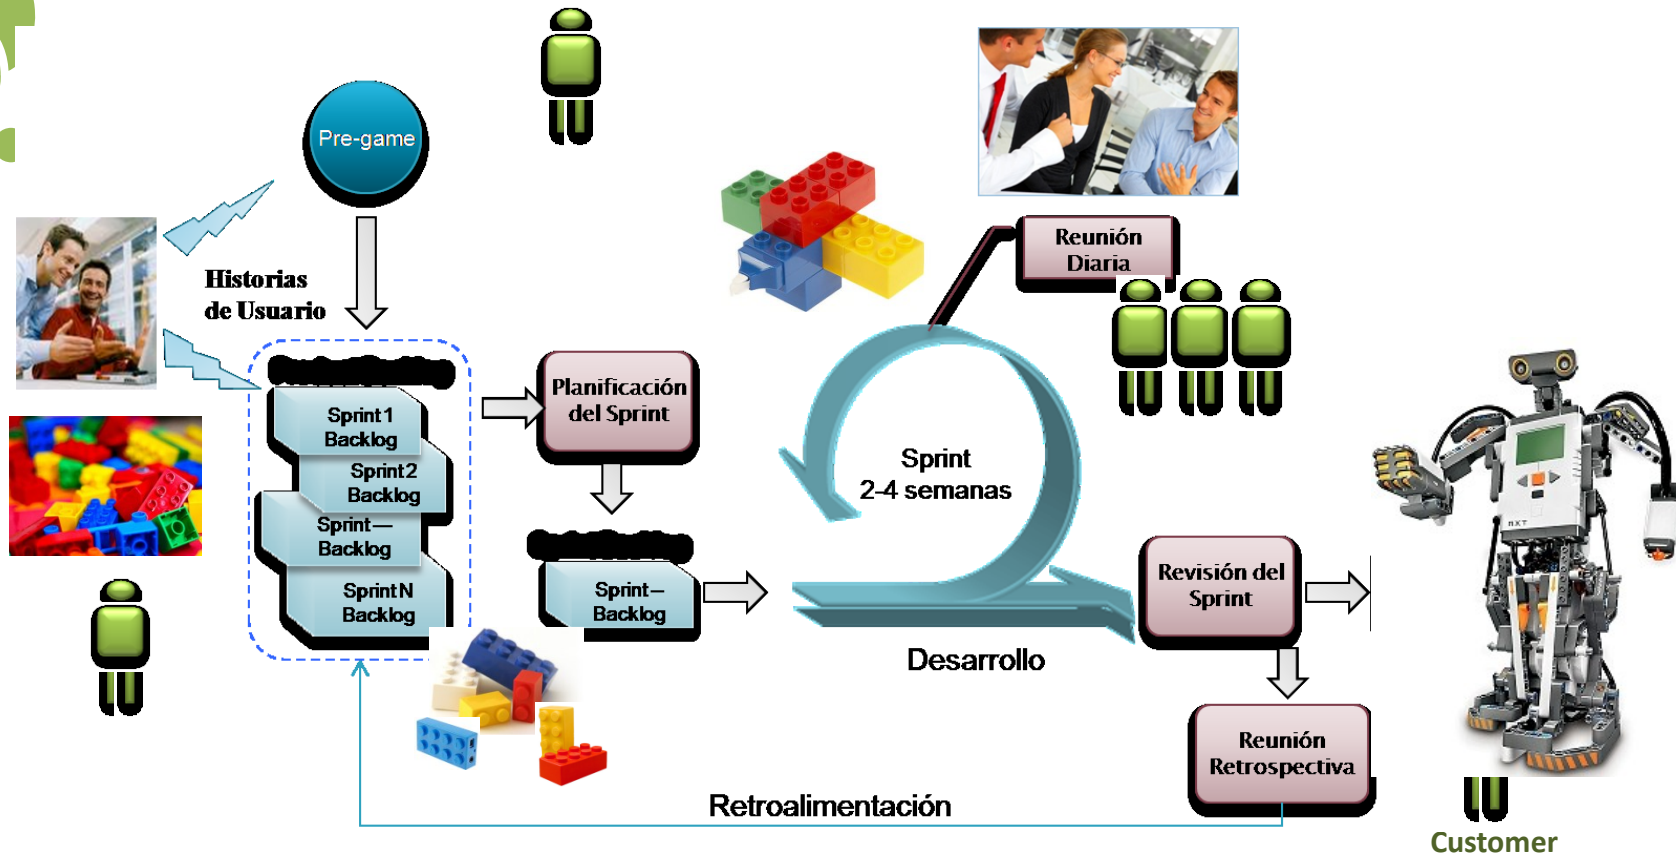 Pre-game
Historias
de Usuario
Sprint 1
Backlog
Sprint 2
Backlog
Sprint—
Backlog
Sprint N
Backlog
Planificación
del Sprint
Sprint—
Backlog
Reunión
Diaria
Sprint
2-4 semanas
Desarrollo
Revisión del
Sprint
Reunión
Retrospectiva
Retroalimentación
NXT
Customer